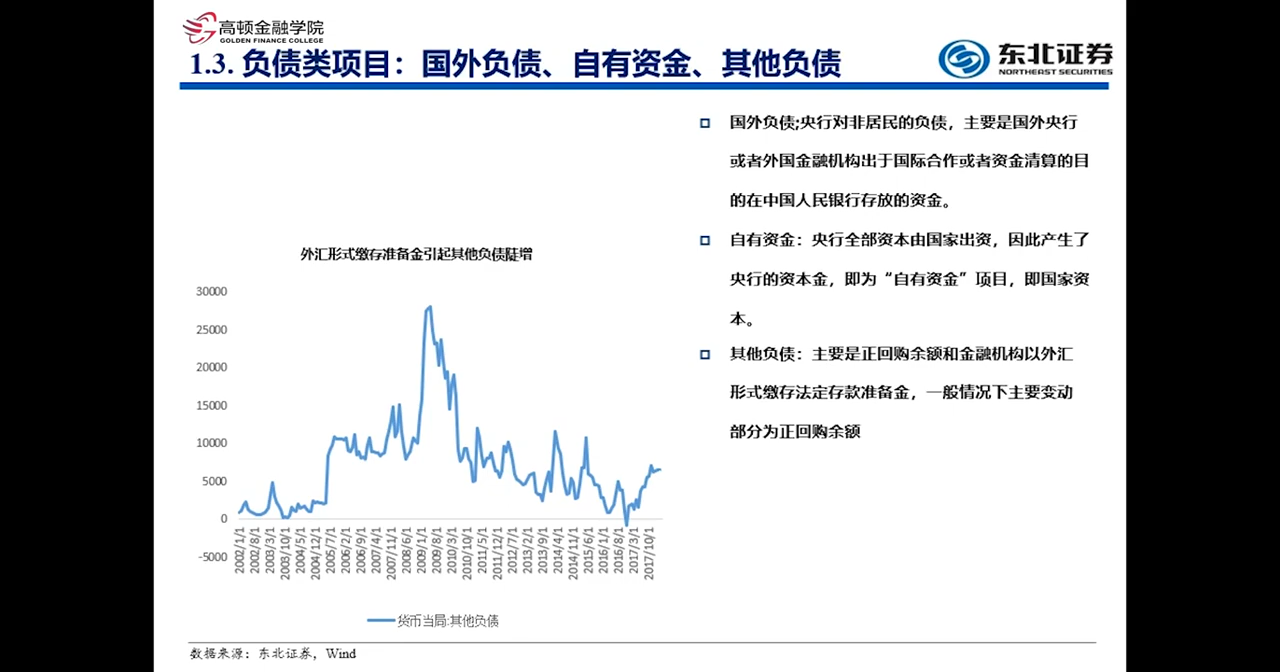 高顿金融学院
GOLDEN FINANCE COLLEGE
1.3. 负债类项目：国外负债、自有资金、其他负债
东北证券
NORTHEAST SECURITIES
国外负债;央行对非居民的负债，主要是国外央行
或者外国金融机构出于国际合作或者资金清算的目
的在中国人民银行存放的资金。
自有资金：央行全部资本由国家出资，因此产生了
央行的资本金，即为“自有资金”项目，即国家资
本。
其他负债：主要是正回购余额和金融机构以外汇
形式缴存法定存款准备金，一般情况下主要变动
部分为正回购余额
外汇形式缴存准备金引起其他负债陡增
30000
25000
20000
15000
10000
5000
0
-5000
2002/1/1
2002/8/1
2003/3/1
2003/10/1
2004/5/1
2004/12/1
2005/7/1
2006/2/1
2006/9/1
2007/4/1
2007/11/1
2008/6/1
2009/1/1
2009/8/1
2010/3/1
2010/10/1
2011/5/1
2011/12/1
2012/7/1
2013/2/1
2013/9/1
2014/4/1
2014/11/1
2015/6/1
2016/1/1
2016/8/1
2017/3/1
2017/10/1
货币当局:其他负债
数据来源：东北证券，Wind